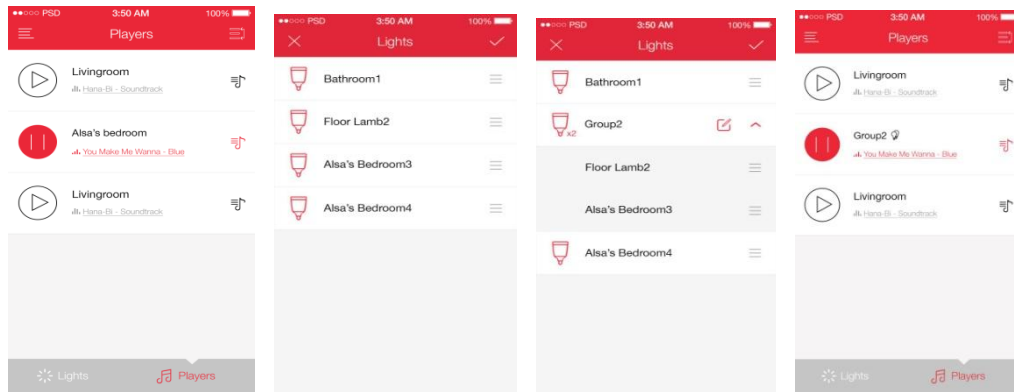 PSD 3:50 AM 100%
Players
Livingroom
Hana-Bi - Soundtrack
Alsa's bedroom
You Make Me Wanna - Blue
Livingroom
Hana-Bi - Soundtrack
Lights Players
PSD 3:50 AM 100%
Lights
Bathroom1
Floor Lamb2
Alsa's Bedroom3
Alsa's Bedroom4
PSD 3:50 AM 100%
Lights
Bathroom1
x2 Group2
Floor Lamb2
Alsa's Bedroom3
Alsa's Bedroom4
PSD 3:50 AM 100%
Players
Livingroom
Hana-Bi - Soundtrack
Group2
You Make Me Wanna - Blue
Livingroom
Hana-Bi - Soundtrack
Lights Players